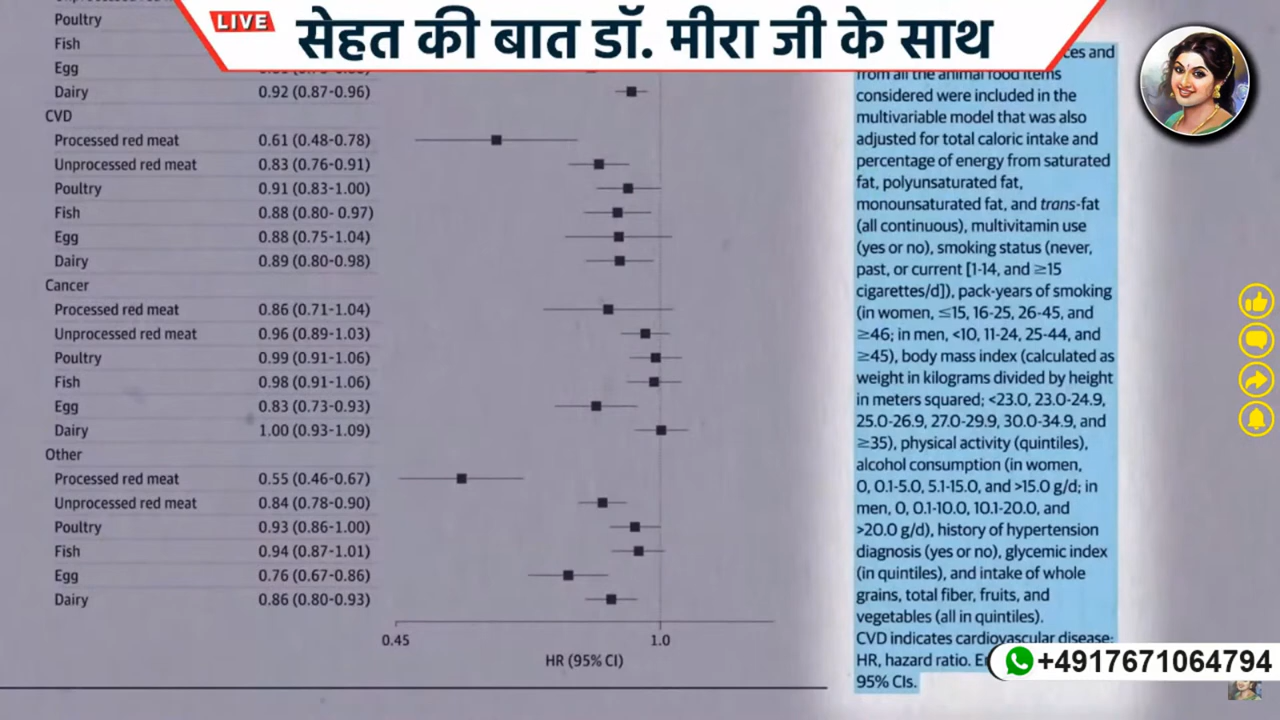 LIVE
सेहत की बात डॉ. मीरा जी के साथ
Poultry
Fish
Egg
Dairy 0.92 (0.87-0.96)
CVD
Processed red meat 0.61 (0.48-0.78)
Unprocessed red meat 0.83 (0.76-0.91)
Poultry 0.91 (0.83-1.00)
Fish 0.88 (0.80- 0.97)
Egg 0.88 (0.75-1.04)
Dairy 0.89 (0.80-0.98)
Cancer
Processed red meat 0.86 (0.71-1.04)
Unprocessed red meat 0.96 (0.89-1.03)
Poultry 0.99 (0.91-1.06)
Fish 0.98 (0.91-1.06)
Egg 0.83 (0.73-0.93)
Dairy 1.00 (0.93-1.09)
Other
Processed red meat 0.55 (0.46-0.67)
Unprocessed red meat 0.84 (0.78-0.90)
Poultry 0.93 (0.86-1.00)
Fish 0.94 (0.87-1.01)
Egg 0.76 (0.67-0.86)
Dairy 0.86 (0.80-0.93)
0.45 1.0
HR (95% CI)
and
from all the animal food items
considered were included in the
multivariable model that was also
adjusted for total caloric intake and
percentage of energy from saturated
fat, polyunsaturated fat,
monounsaturated fat, and trans-fat
(all continuous), multivitamin use
(yes or no), smoking status (never,
past, or current [1-14, and ≥15
cigarettes/d]), pack-years of smoking
(in women, ≤15, 16-25, 26-45, and
≥46; in men, <10, 11-24, 25-44, and
≥45), body mass index (calculated as
weight in kilograms divided by height
in meters squared; <23.0, 23.0-24.9,
25.0-26.9, 27.0-29.9, 30.0-34.9, and
≥35), physical activity (quintiles),
alcohol consumption (in women,
0, 0.1-5.0, 5.1-15.0, and >15.0 g/d; in
men, 0, 0.1-10.0, 10.1-20.0, and
>20.0 g/d), history of hypertension
diagnosis (yes or no), glycemic index
(in quintiles), and intake of whole
grains, total fiber, fruits, and
vegetables (all in quintiles).
CVD indicates cardiovascular disease;
HR, hazard ratio.
95% CIs.
+4917671064794